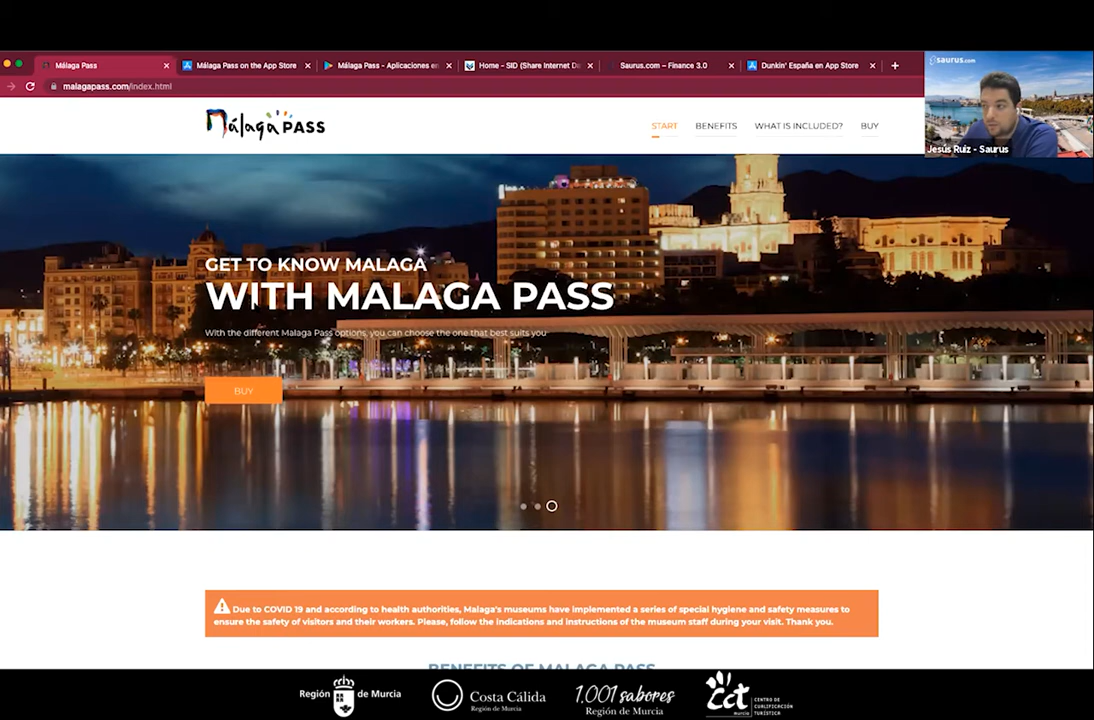 Málaga Pass
Málaga Pass on the App Store
Málaga Pass - Aplicaciones en
Home - SID (Share Internet Da
Saurus.com – Finance 3.0
Dunkin' España en App Store
malagapass.com/index.html
saurus.com
Jesús Ruiz - Saurus
Málaga PASS
START
BENEFITS
WHAT IS INCLUDED?
BUY
GET TO KNOW MALAGA
WITH MALAGA PASS
With the different Malaga Pass options, you can choose the one that best suits you
BUY
Due to COVID 19 and according to health authorities, Malaga's museums have implemented a series of special hygiene and safety measures to
ensure the safety of visitors and their workers. Please, follow the indications and instructions of the museum staff during your visit. Thank you.
BENEFITS OF MALAGA PASS
Región de Murcia
Costa Cálida
Región de Murcia
1.001 sabores
Región de Murcia
cct
murcia
CENTRO DE
CUALIFICACIÓN
TURÍSTICA